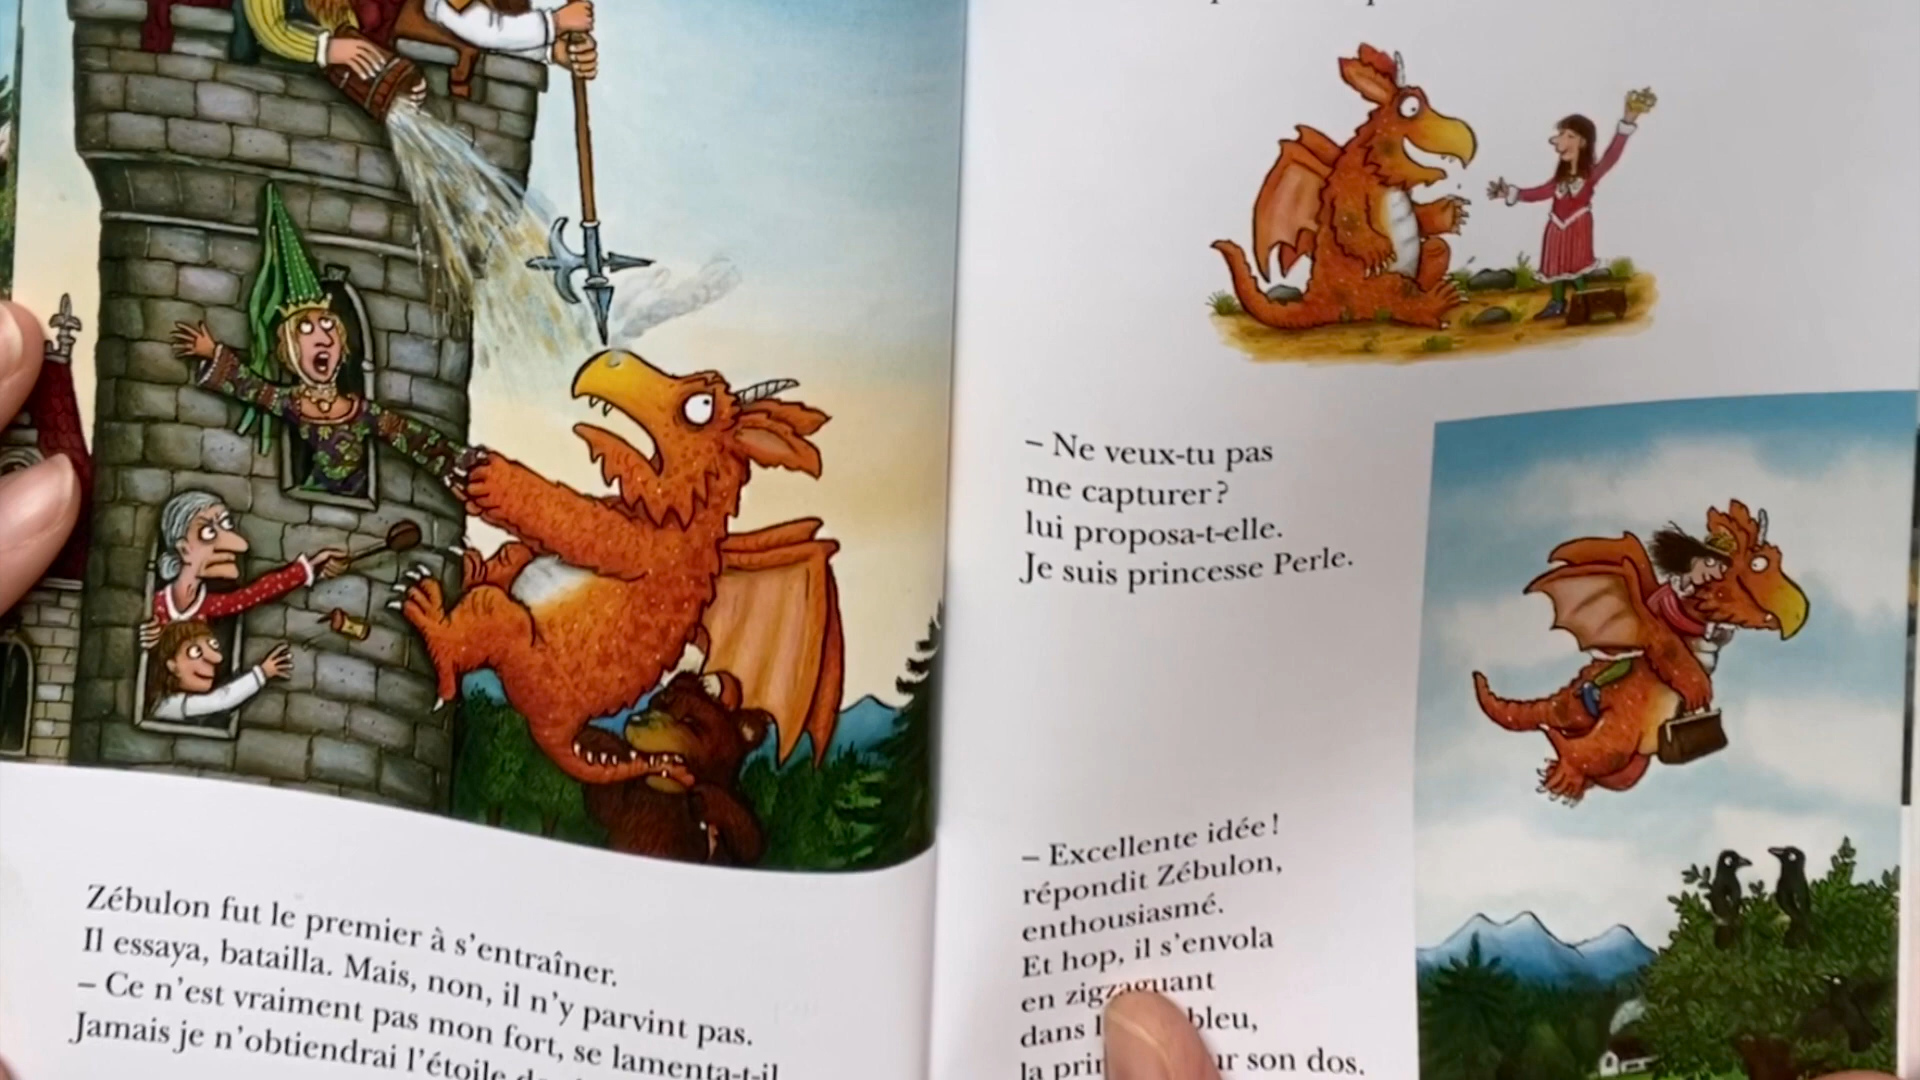 Zébulon fut le premier à s'entraîner.
Il essaya, batailla. Mais, non, il n'y parvint pas.
– Ce n'est vraiment pas mon fort, se lamenta-t-il.
Jamais je n'obtiendrai l'étoile
– Ne veux-tu pas
me capturer ?
lui proposa-t-elle.
Je suis princesse Perle.
– Excellente idée !
répondit Zébulon,
enthousiasmé.
Et hop, il s'envola
en zigzaguant
dans bleu,
la son dos.